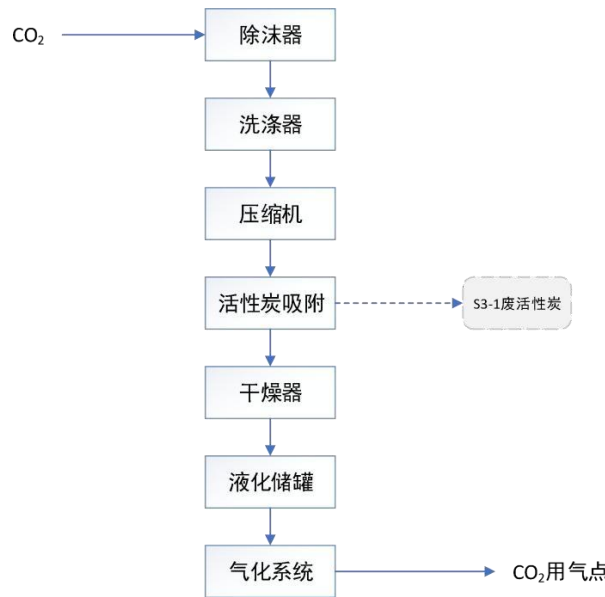 CO₂
除沫器
洗涤器
压缩机
活性炭吸附
S3-1废活性炭
干燥器
液化储罐
气化系统
CO₂用气点